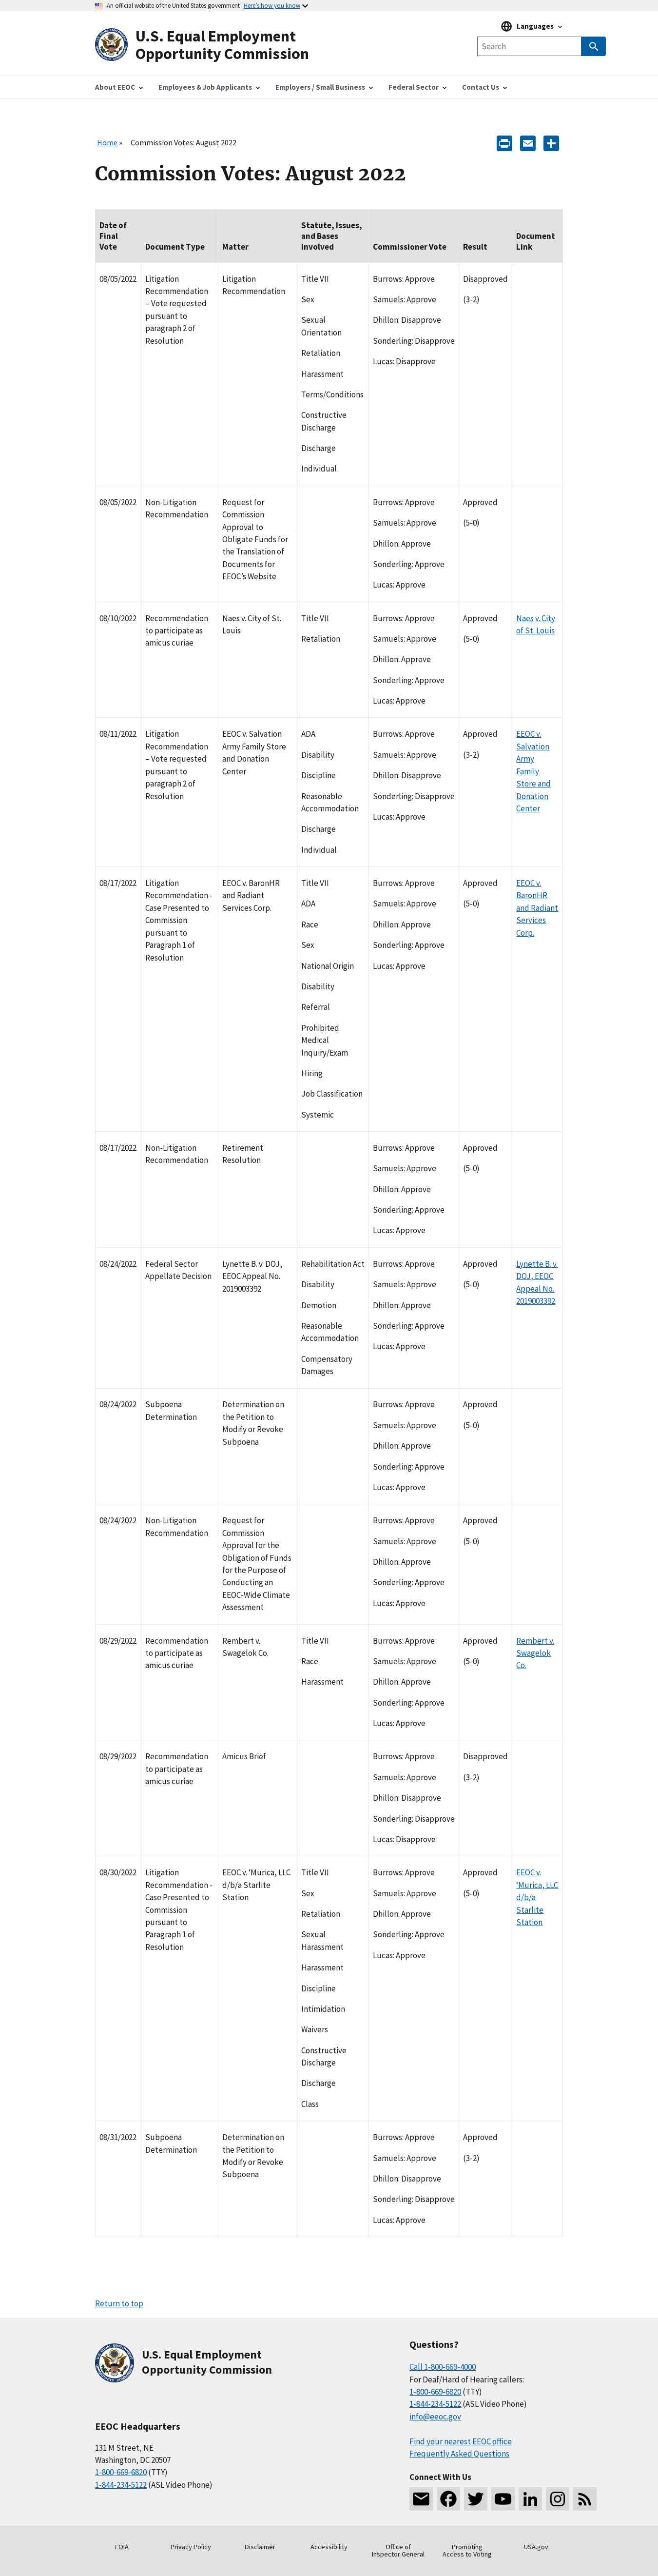 An official website of the United States government Here's how you know
U.S. Equal Employment
Opportunity Commission
Languages
Search
About EEOC
Employees & Job Applicants
Employers / Small Business
Federal Sector
Contact Us
Home » Commission Votes: August 2022
Commission Votes: August 2022
Date of
Final
Vote
Document Type
Matter
Statute, Issues,
and Bases
Involved
Commissioner Vote
Result
Document
Link
08/05/2022
Litigation
Recommendation
– Vote requested
pursuant to
paragraph 2 of
Resolution
Litigation
Recommendation
Title VII
Sex
Sexual
Orientation
Retaliation
Harassment
Terms/Conditions
Constructive
Discharge
Discharge
Individual
Burrows: Approve
Samuels: Approve
Dhillon: Disapprove
Sonderling: Disapprove
Lucas: Disapprove
Disapproved
(3-2)
08/05/2022
Non-Litigation
Recommendation
Request for
Commission
Approval to
Obligate Funds for
the Translation of
Documents for
EEOC’s Website
Burrows: Approve
Samuels: Approve
Dhillon: Approve
Sonderling: Approve
Lucas: Approve
Approved
(5-0)
08/10/2022
Recommendation
to participate as
amicus curiae
Naes v. City of St.
Louis
Title VII
Retaliation
Burrows: Approve
Samuels: Approve
Dhillon: Approve
Sonderling: Approve
Lucas: Approve
Approved
(5-0)
Naes v. City
of St. Louis
08/11/2022
Litigation
Recommendation
– Vote requested
pursuant to
paragraph 2 of
Resolution
EEOC v. Salvation
Army Family Store
and Donation
Center
ADA
Disability
Discipline
Reasonable
Accommodation
Discharge
Individual
Burrows: Approve
Samuels: Approve
Dhillon: Disapprove
Sonderling: Disapprove
Lucas: Approve
Approved
(3-2)
EEOC v.
Salvation
Army
Family
Store and
Donation
Center
08/17/2022
Litigation
Recommendation -
Case Presented to
Commission
pursuant to
Paragraph 1 of
Resolution
EEOC v. BaronHR
and Radiant
Services Corp.
Title VII
ADA
Race
Sex
National Origin
Disability
Referral
Prohibited
Medical
Inquiry/Exam
Hiring
Job Classification
Systemic
Burrows: Approve
Samuels: Approve
Dhillon: Approve
Sonderling: Approve
Lucas: Approve
Approved
(5-0)
EEOC v.
BaronHR
and Radiant
Services
Corp.
08/17/2022
Non-Litigation
Recommendation
Retirement
Resolution
Burrows: Approve
Samuels: Approve
Dhillon: Approve
Sonderling: Approve
Lucas: Approve
Approved
(5-0)
08/24/2022
Federal Sector
Appellate Decision
Lynette B. v. DOJ,
EEOC Appeal No.
2019003392
Rehabilitation Act
Disability
Demotion
Reasonable
Accommodation
Compensatory
Damages
Burrows: Approve
Samuels: Approve
Dhillon: Approve
Sonderling: Approve
Lucas: Approve
Approved
(5-0)
Lynette B. v.
DOJ, EEOC
Appeal No.
2019003392
08/24/2022
Subpoena
Determination
Determination on
the Petition to
Modify or Revoke
Subpoena
Burrows: Approve
Samuels: Approve
Dhillon: Approve
Sonderling: Approve
Lucas: Approve
Approved
(5-0)
08/24/2022
Non-Litigation
Recommendation
Request for
Commission
Approval for the
Obligation of Funds
for the Purpose of
Conducting an
EEOC-Wide Climate
Assessment
Burrows: Approve
Samuels: Approve
Dhillon: Approve
Sonderling: Approve
Lucas: Approve
Approved
(5-0)
08/29/2022
Recommendation
to participate as
amicus curiae
Rembert v.
Swagelok Co.
Title VII
Race
Harassment
Burrows: Approve
Samuels: Approve
Dhillon: Approve
Sonderling: Approve
Lucas: Approve
Approved
(5-0)
Rembert v.
Swagelok
Co.
08/29/2022
Recommendation
to participate as
amicus curiae
Amicus Brief
Burrows: Approve
Samuels: Approve
Dhillon: Disapprove
Sonderling: Disapprove
Lucas: Disapprove
Disapproved
(3-2)
08/30/2022
Litigation
Recommendation -
Case Presented to
Commission
pursuant to
Paragraph 1 of
Resolution
EEOC v. 'Murica, LLC
d/b/a Starlite
Station
Title VII
Sex
Retaliation
Sexual
Harassment
Harassment
Discipline
Intimidation
Waivers
Constructive
Discharge
Discharge
Class
Burrows: Approve
Samuels: Approve
Dhillon: Approve
Sonderling: Approve
Lucas: Approve
Approved
(5-0)
EEOC v.
'Murica, LLC
d/b/a
Starlite
Station
08/31/2022
Subpoena
Determination
Determination on
the Petition to
Modify or Revoke
Subpoena
Burrows: Approve
Samuels: Approve
Dhillon: Disapprove
Sonderling: Disapprove
Lucas: Approve
Approved
(3-2)
Return to top
U.S. Equal Employment
Opportunity Commission
EEOC Headquarters
131 M Street, NE
Washington, DC 20507
1-800-669-6820 (TTY)
1-844-234-5122 (ASL Video Phone)
Questions?
Call 1-800-669-4000
For Deaf/Hard of Hearing callers:
1-800-669-6820 (TTY)
1-844-234-5122 (ASL Video Phone)
info@eeoc.gov
Find your nearest EEOC office
Frequently Asked Questions
Connect With Us
FOIA
Privacy Policy
Disclaimer
Accessibility
Office of
Inspector General
Promoting
Access to Voting
USA.gov